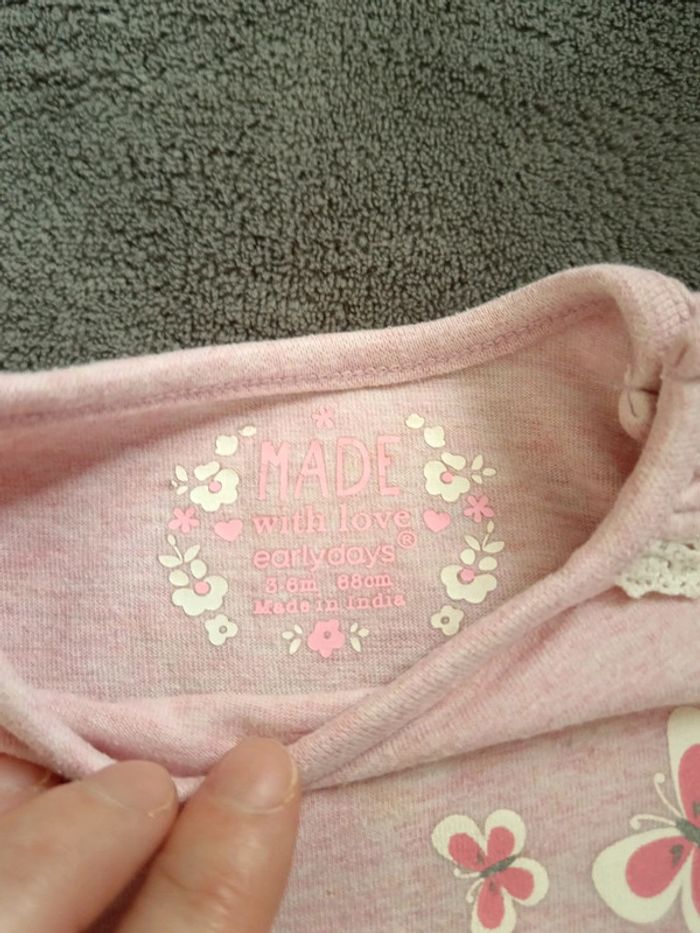 MADE
with love
earlydays®
3-6m 68cm
Made in India